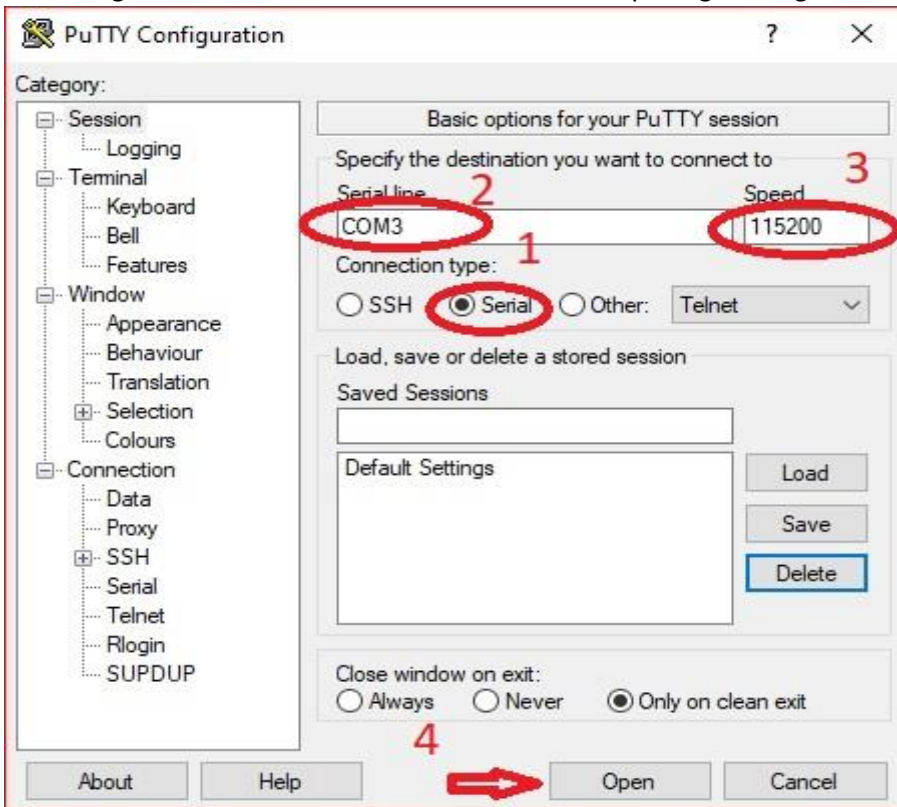 PuTTY Configuration ? ×
Category:
Session
Logging
Terminal
Keyboard
Bell
Features
Window
Appearance
Behaviour
Translation
Selection
Colours
Connection
Data
Proxy
SSH
Serial
Telnet
Rlogin
SUPDUP
Basic options for your PuTTY session
Specify the destination you want to connect to
Serial line 2 Speed 3
COM3 115200
Connection type: 1
SSH Serial Other: Telnet
Load, save or delete a stored session
Saved Sessions
Default Settings
Load
Save
Delete
Close window on exit:
Always Never Only on clean exit
4
About Help Open Cancel